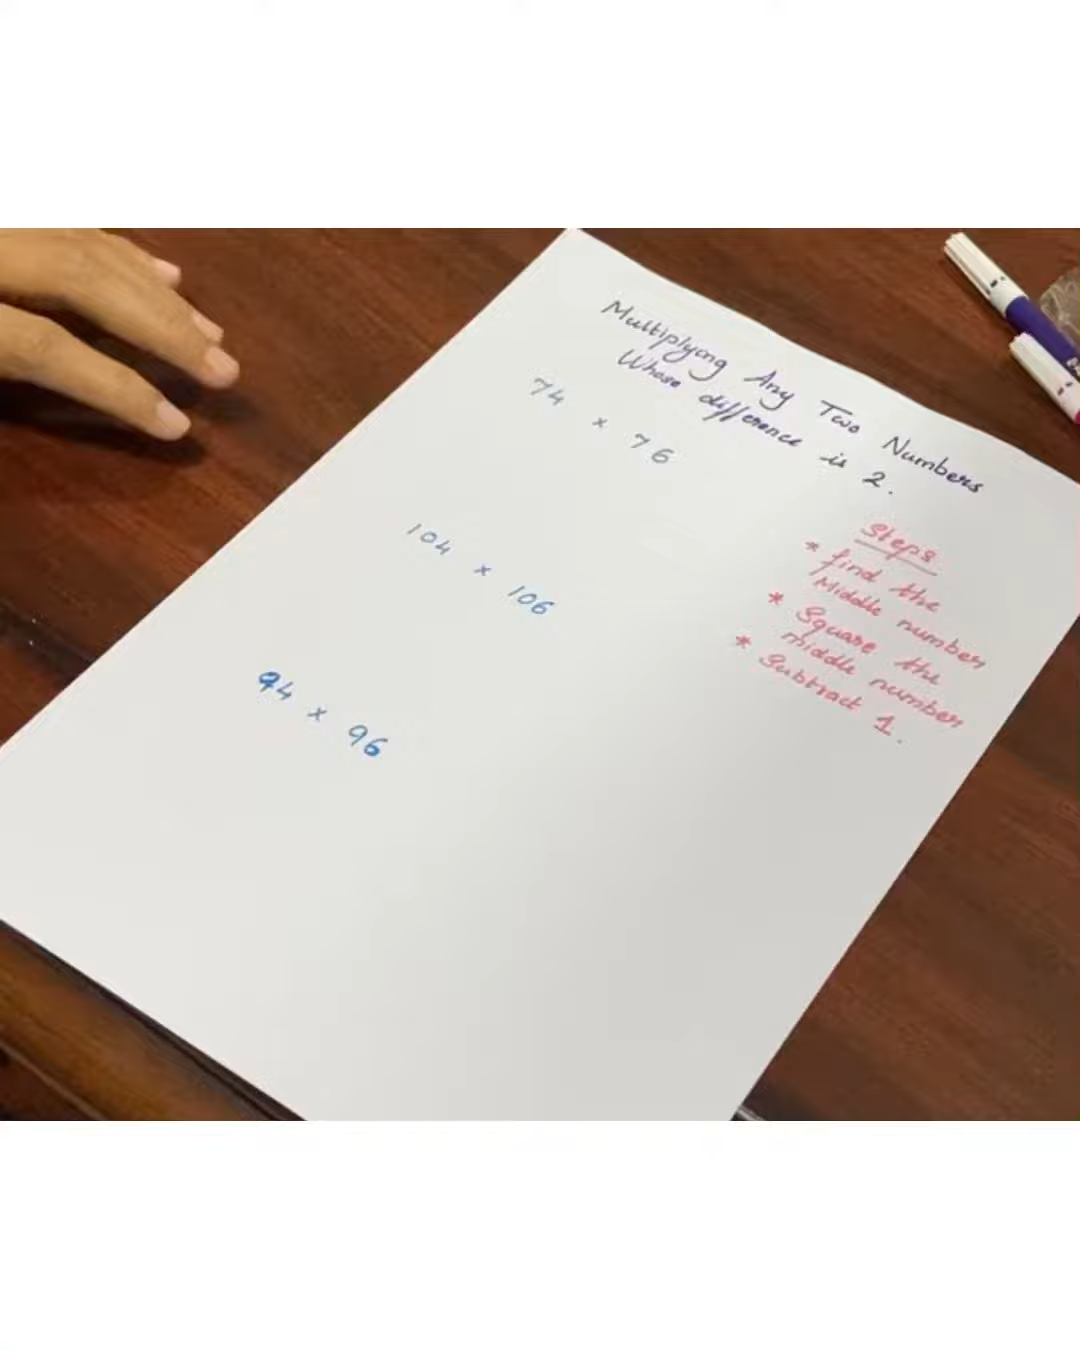 Multiplying Any Two Numbers
Whose difference is 2.
74 × 76
104 × 106
94 × 96
Steps
* find the
Middle number
* Square the
middle number
* Subtract 1.